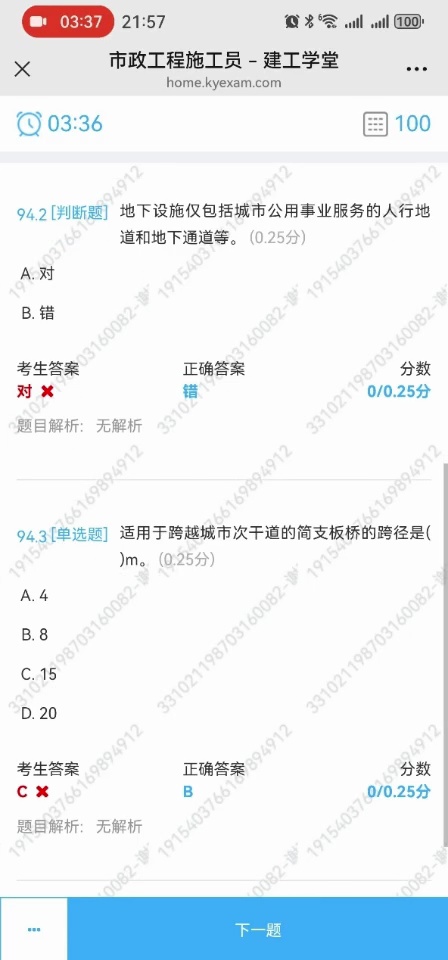 03:37 21:57 100
市政工程施工员 – 建工学堂
home.kyexam.com
03:36 100
94.2 [判断题] 地下设施仅包括城市公用事业服务的人行地
道和地下通道等。 (0.25分)
A. 对
B. 错
考生答案 正确答案 分数
对 错 0/0.25分
题目解析: 无解析
94.3 [单选题] 适用于跨越城市次干道的简支板桥的跨径是(
)m。 (0.25分)
A. 4
B. 8
C. 15
D. 20
考生答案 正确答案 分数
C B 0/0.25分
题目解析: 无解析
下一题